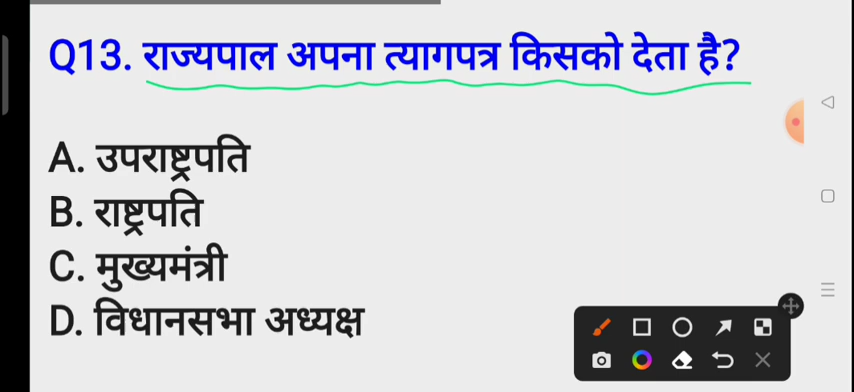 Q13. राज्यपाल अपना त्यागपत्र किसको देता है?
A. उपराष्ट्रपति
B. राष्ट्रपति
C. मुख्यमंत्री
D. विधानसभा अध्यक्ष